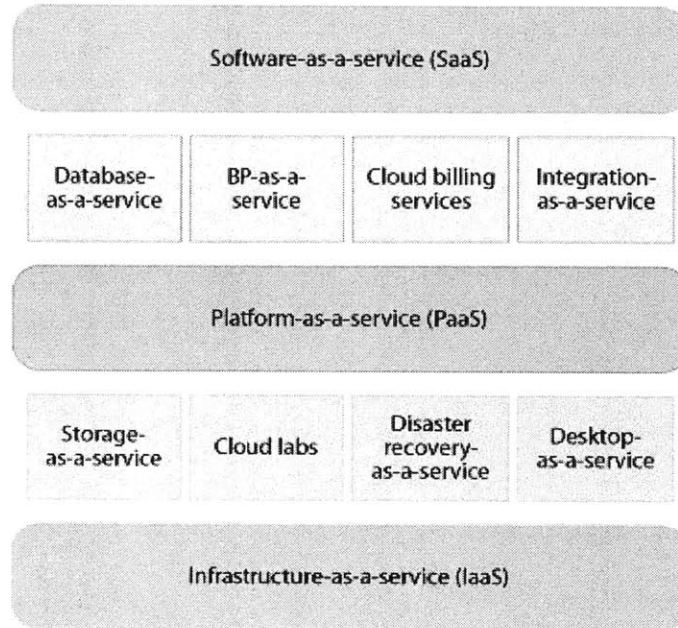 Software-as-a-service (SaaS)
Database-
as-a-service
BP-as-a-
service
Cloud billing
services
Integration-
as-a-service
Platform-as-a-service (PaaS)
Storage-
as-a-service
Cloud labs
Disaster
recovery-
as-a-service
Desktop-
as-a-service
Infrastructure-as-a-service (IaaS)